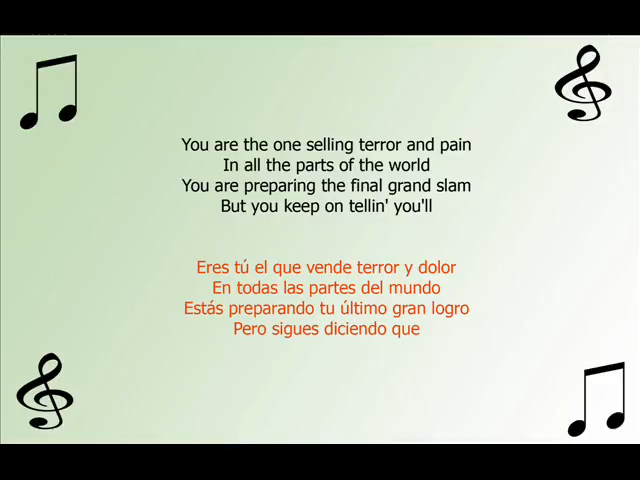 You are the one selling terror and pain
In all the parts of the world
You are preparing the final grand slam
But you keep on tellin' you'll
Eres tú el que vende terror y dolor
En todas las partes del mundo
Estás preparando tu último gran logro
Pero sigues diciendo que